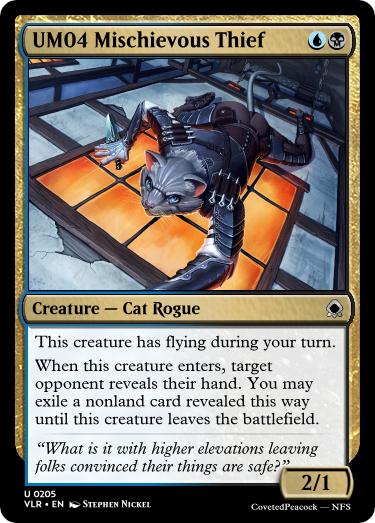 UM04 Mischievous Thief
Creature — Cat Rogue
This creature has flying during your turn.
When this creature enters, target
opponent reveals their hand. You may
exile a nonland card revealed this
way until this creature leaves the
battlefield.
“What is it with higher elevations leaving
folks convinced their things are safe?”
2/1
U 0205
VLR • EN STEPHEN NICKEL
CovetedPeacock — NFS